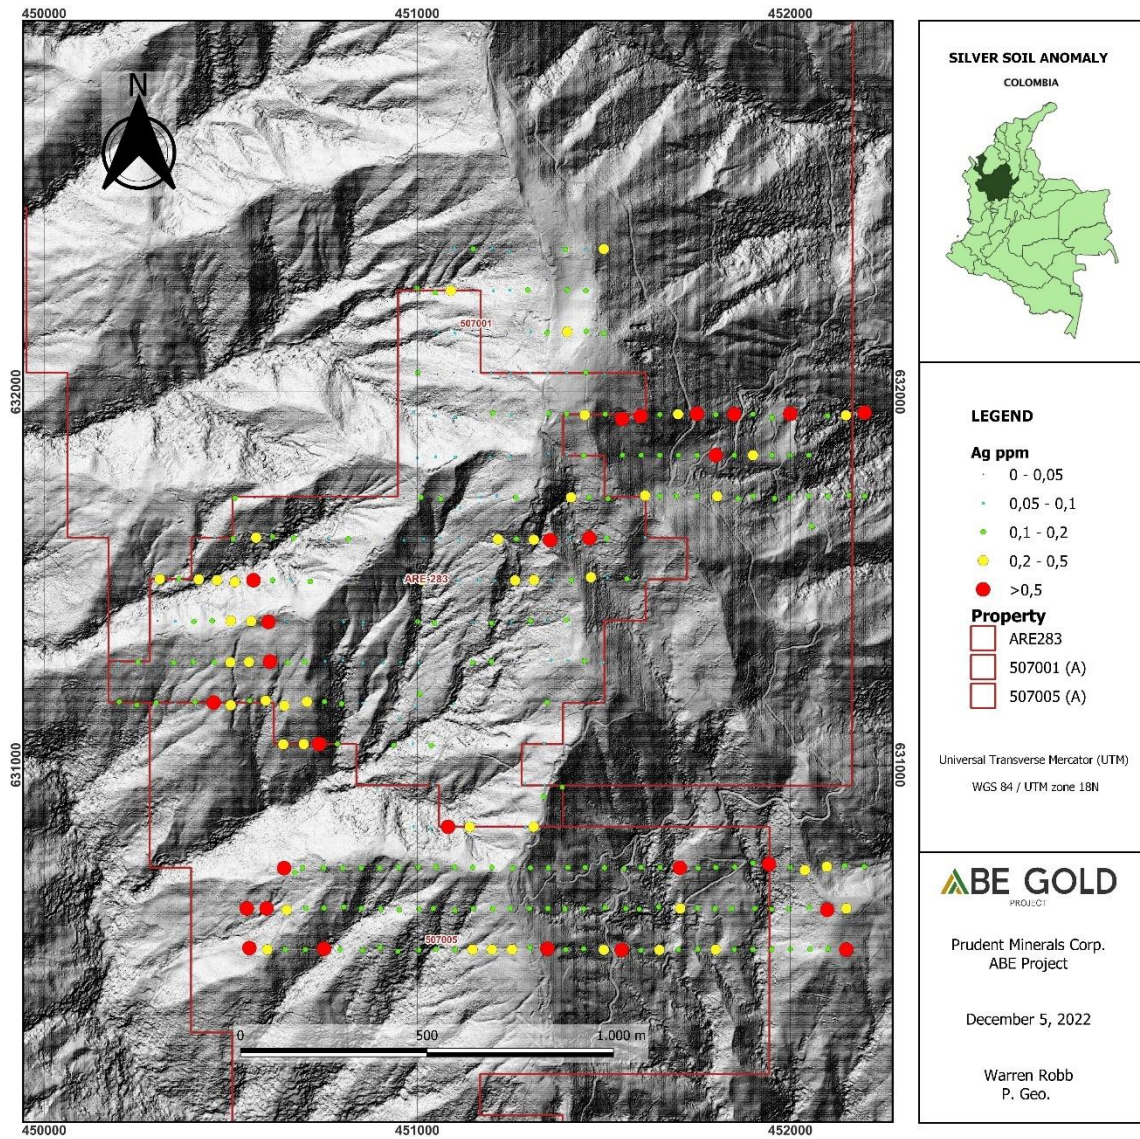 450000
451000
452000
N
632000
632000
507001
ARE-283
631000
631000
507005
0
500
1.000 m
450000
451000
452000
SILVER SOIL ANOMALY
COLOMBIA
LEGEND
Ag ppm
0 - 0,05
0,05 - 0,1
0,1 - 0,2
0,2 - 0,5
>0,5
Property
ARE283
507001 (A)
507005 (A)
Universal Transverse Mercator (UTM)
WGS 84 / UTM zone 18N
ABE GOLD
PROJECT
Prudent Minerals Corp.
ABE Project
December 5, 2022
Warren Robb
P. Geo.